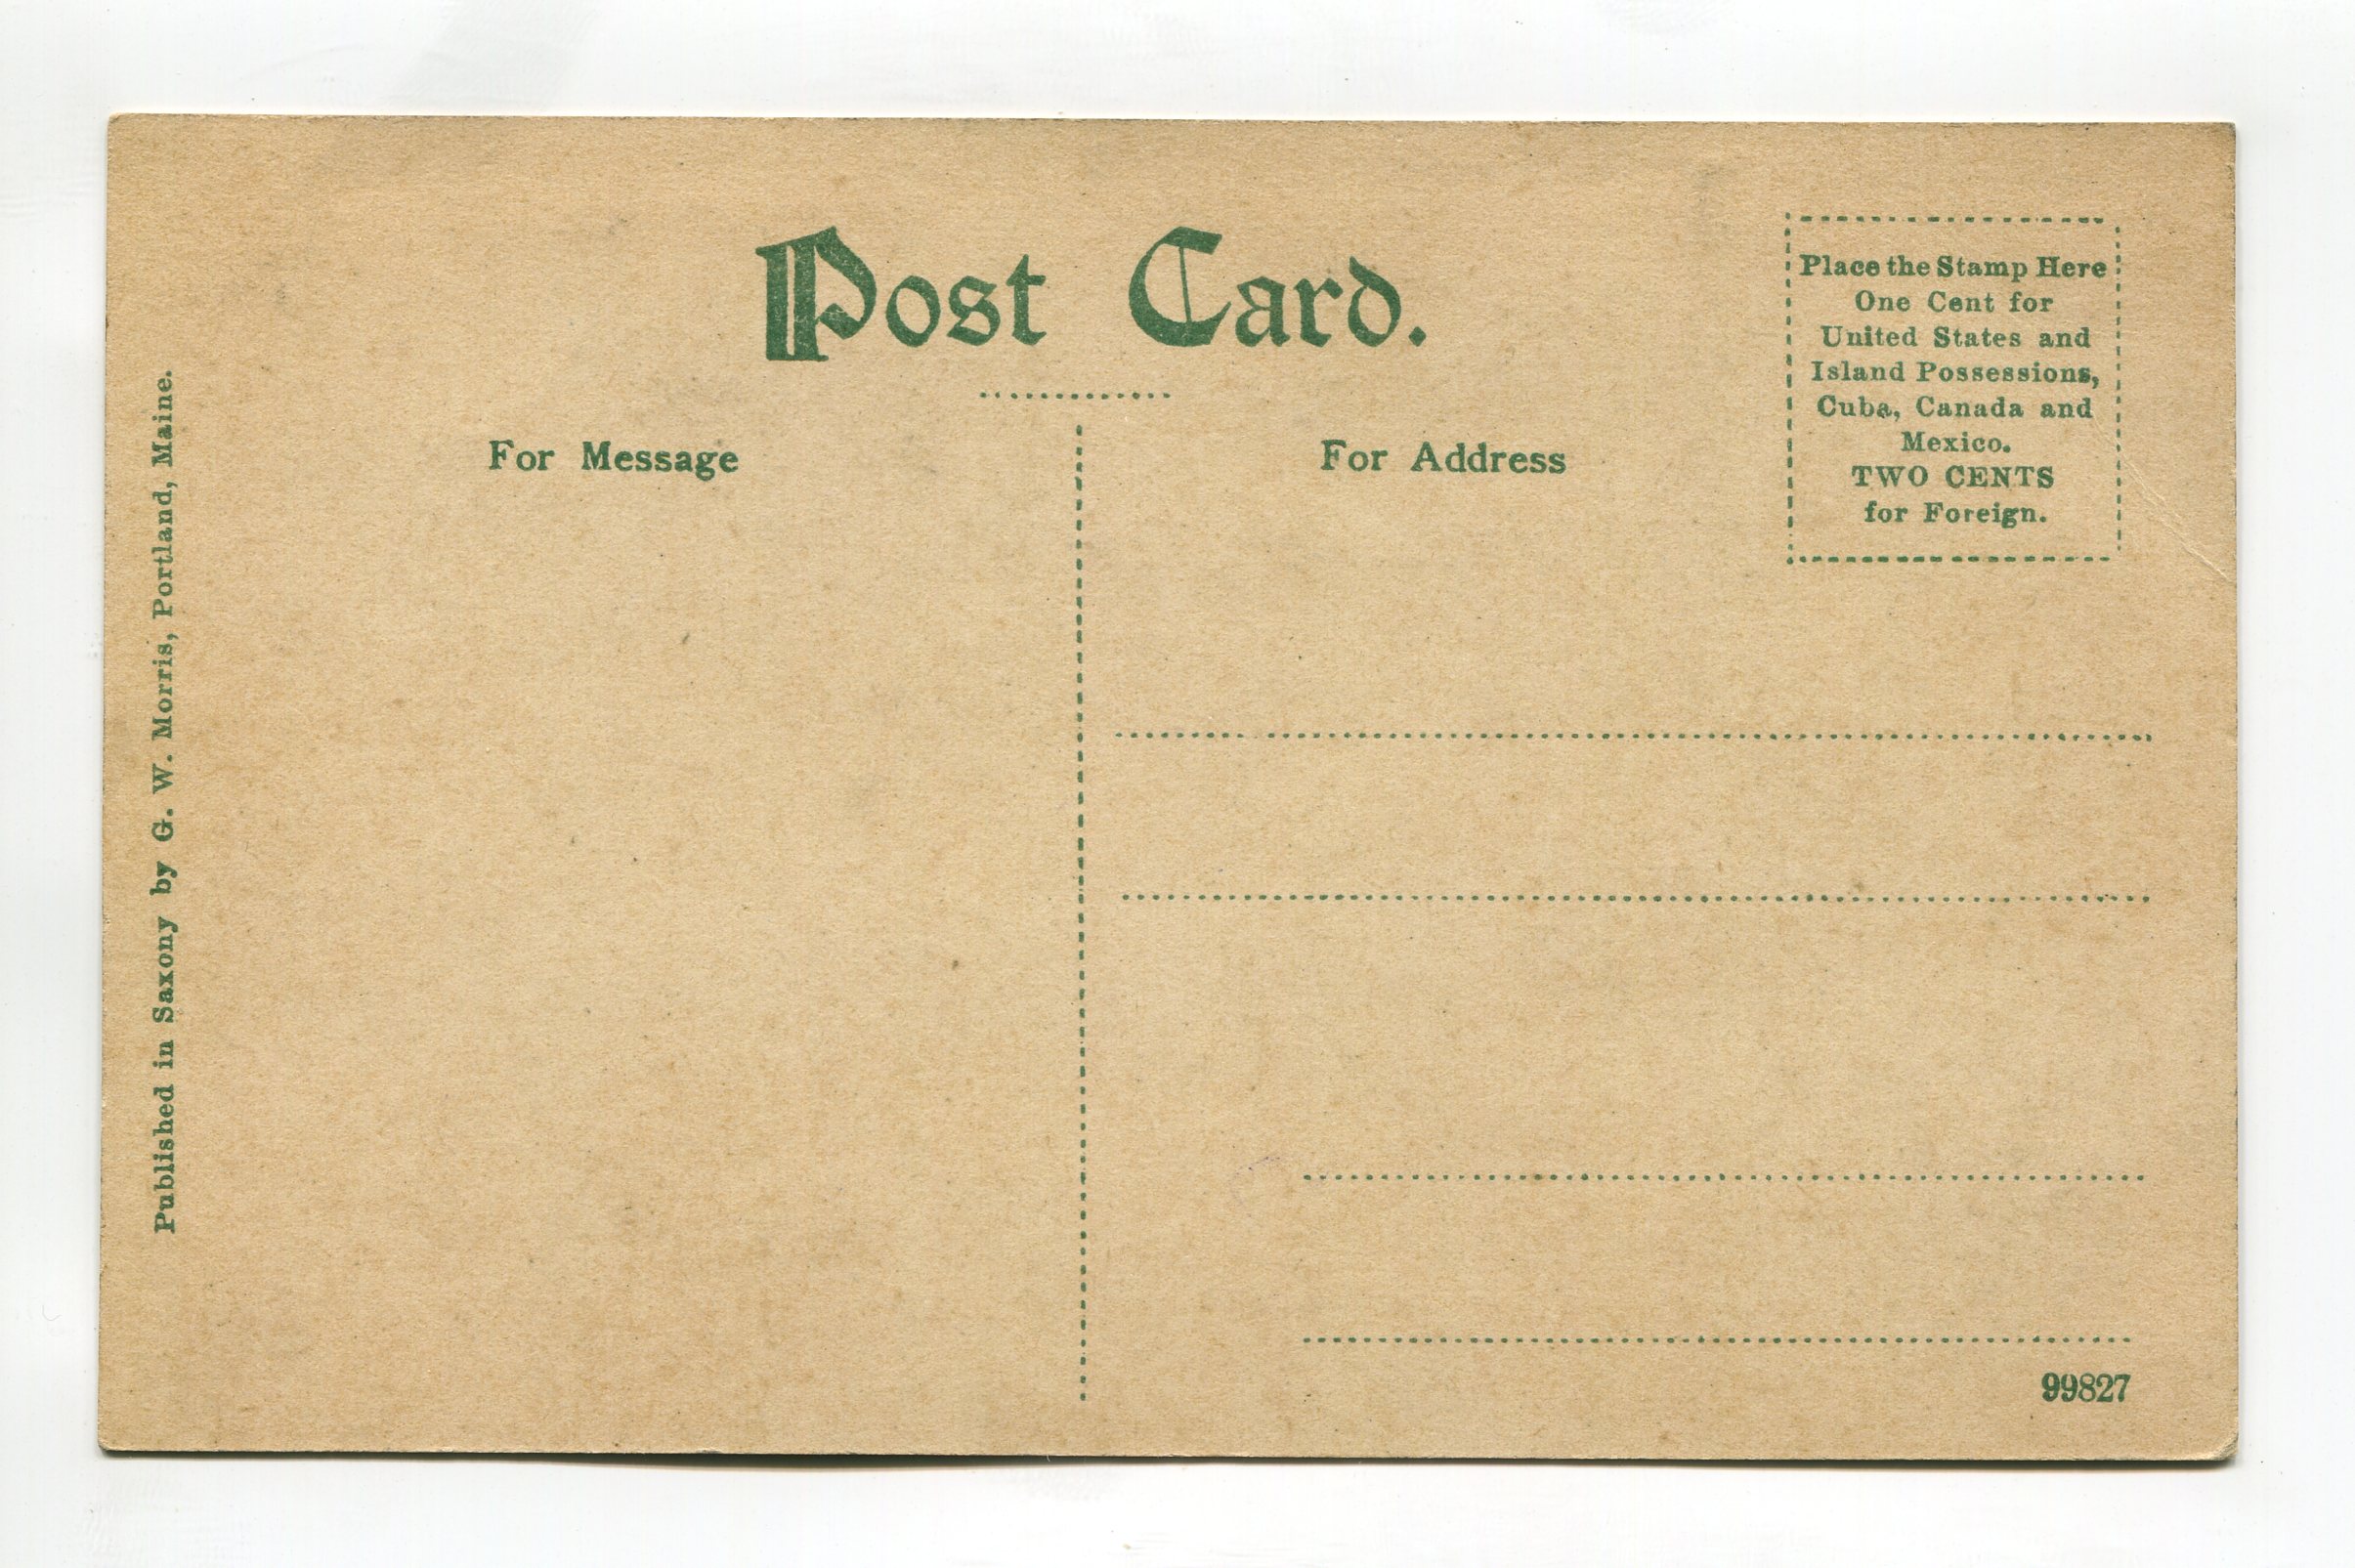 Post Card.
Place the Stamp Here
One Cent for
United States and
Island Possessions,
Cuba, Canada and
Mexico.
TWO CENTS
for Foreign.
For Message
For Address
Published in Saxony by G. W. Morris, Portland, Maine.
99827